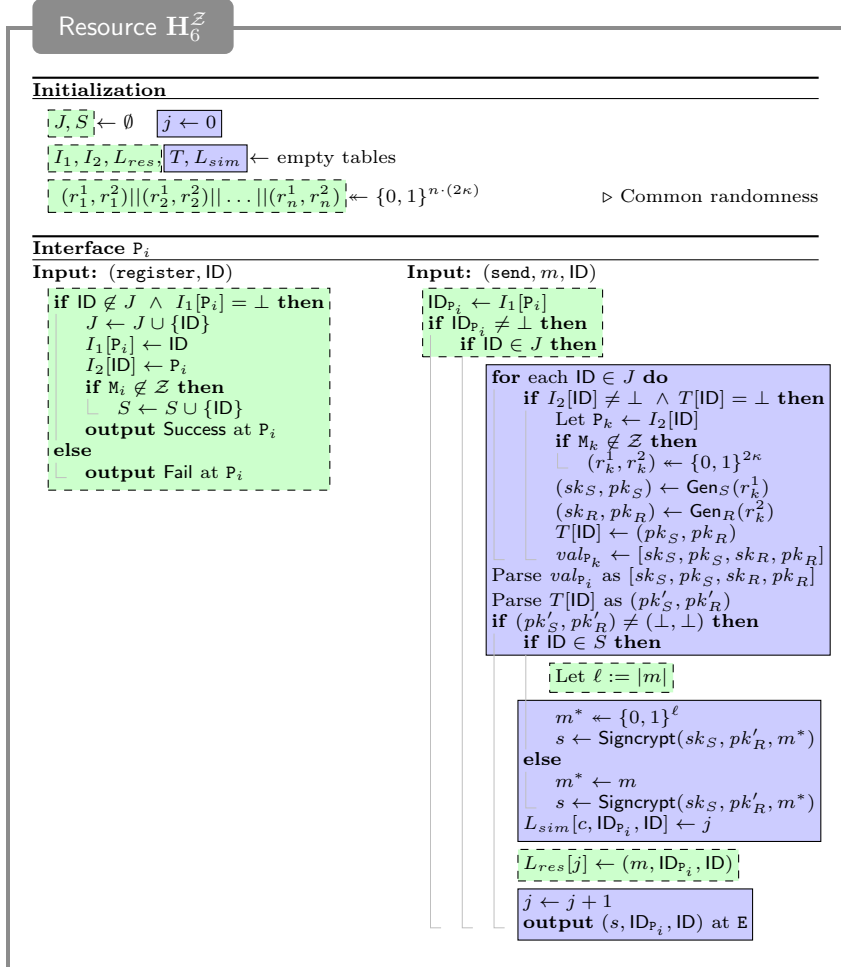 Resource H_6^𝒵
Initialization
J, S ← ∅ j ← 0
I_1, I_2, L_res, T, L_sim ← empty tables
(r_1^1, r_1^2)||(r_2^1, r_2^2)|| . . . ||(r_n^1, r_n^2) ↞ {0, 1}^{n·(2κ)} ▷ Common randomness
Interface P_i
Input: (register, ID)
if ID ∉ J ∧ I_1[P_i] = ⊥ then
J ← J ∪ {ID}
I_1[P_i] ← ID
I_2[ID] ← P_i
if M_i ∉ 𝒵 then
S ← S ∪ {ID}
output Success at P_i
else
output Fail at P_i
Input: (send, m, ID)
ID_{P_i} ← I_1[P_i]
if ID_{P_i} ≠ ⊥ then
if ID ∈ J then
for each ID ∈ J do
if I_2[ID] ≠ ⊥ ∧ T[ID] = ⊥ then
Let P_k ← I_2[ID]
if M_k ∉ 𝒵 then
(r_k^1, r_k^2) ↞ {0, 1}^{2κ}
(sk_S, pk_S) ← Gen_S(r_k^1)
(sk_R, pk_R) ← Gen_R(r_k^2)
T[ID] ← (pk_S, pk_R)
val_{P_k} ← [sk_S, pk_S, sk_R, pk_R]
Parse val_{P_i} as [sk_S, pk_S, sk_R, pk_R]
Parse T[ID] as (pk'_S, pk'_R)
if (pk'_S, pk'_R) ≠ (⊥, ⊥) then
if ID ∈ S then
Let ℓ := |m|
m* ↞ {0, 1}^ℓ
s ← Signcrypt(sk_S, pk'_R, m*)
else
m* ← m
s ← Signcrypt(sk_S, pk'_R, m*)
L_sim[c, ID_{P_i}, ID] ← j
L_res[j] ← (m, ID_{P_i}, ID)
j ← j + 1
output (s, ID_{P_i}, ID) at E